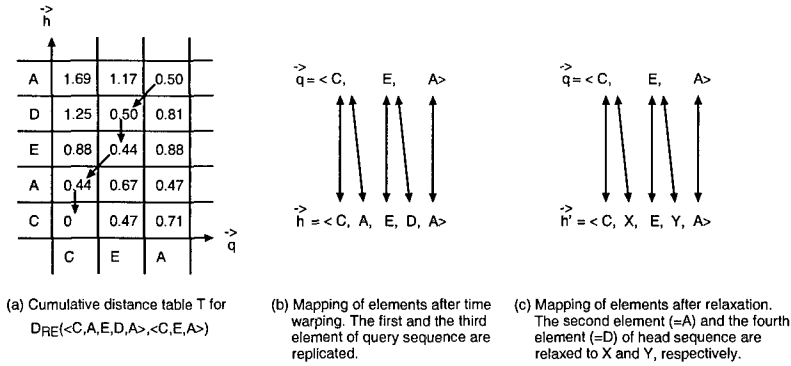 ->
h
A 1.69 1.17 0.50
D 1.25 0.50 0.81
E 0.88 0.44 0.88
A 0.44 0.67 0.47
C 0 0.47 0.71
C E A
->
q
(a) Cumulative distance table T for
DRE(<C,A,E,D,A>,<C,E,A>)
->
q = < C, E, A>
->
h = < C, A, E, D, A>
(b) Mapping of elements after time
warping. The first and the third
element of query sequence are
replicated.
->
q = < C, E, A>
->
h' = <C, X, E, Y, A>
(c) Mapping of elements after relaxation.
The second element (=A) and the fourth
element (=D) of head sequence are
relaxed to X and Y, respectively.